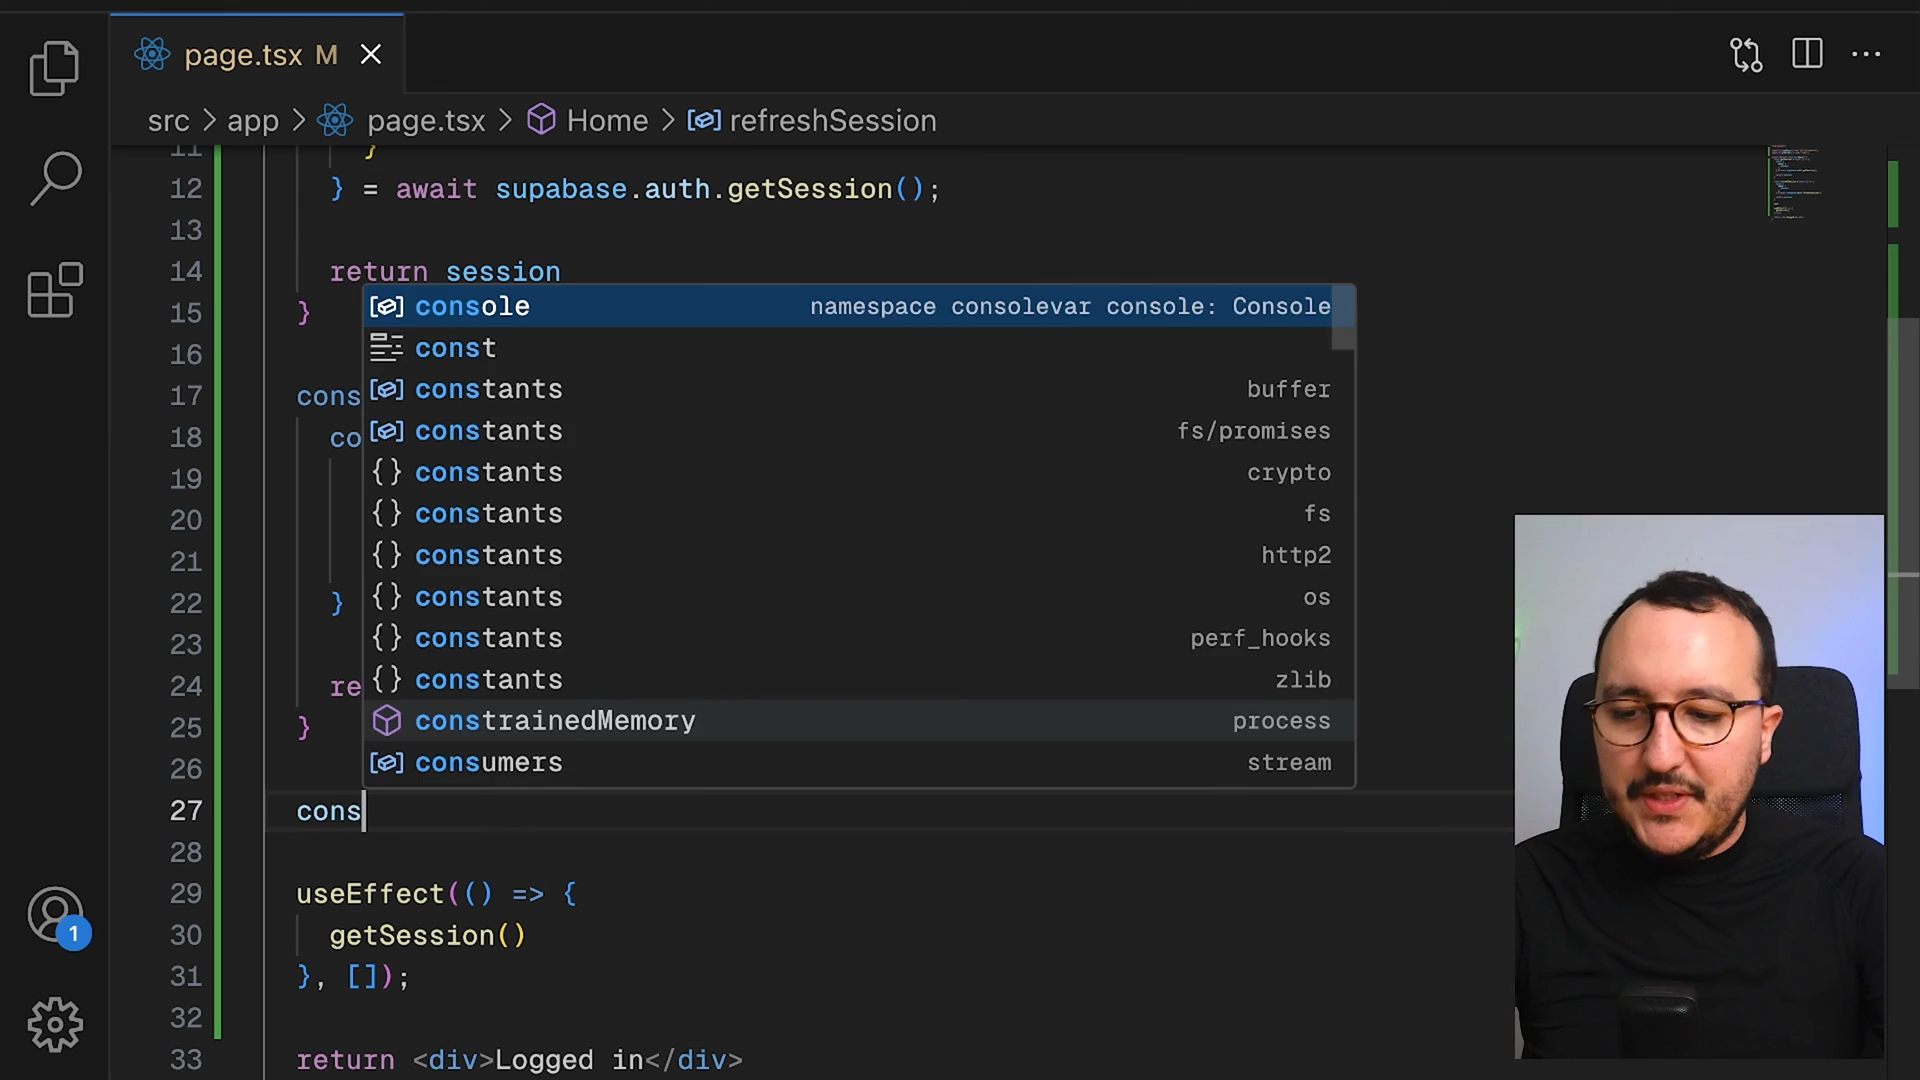 page.tsx M
src > app > page.tsx > Home > refreshSession
11 }
12 } = await supabase.auth.getSession();
13
14 return session
15 }
16
17 cons
18 co
19
20
21
22 }
23
24 re
25 }
26
27 cons
28
29 useEffect(() => {
30 getSession()
31 }, []);
32
33 return <div>Logged in</div>
console namespace consolevar console: Console
const
constants buffer
constants fs/promises
constants crypto
constants fs
constants http2
constants os
constants perf_hooks
constants zlib
constrainedMemory process
consumers stream
1